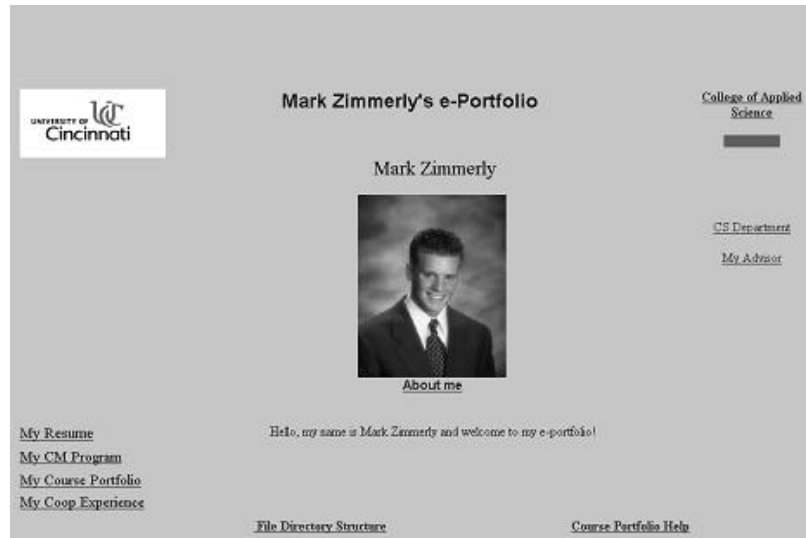 Mark Zimmerly's e-Portfolio
UNIVERSITY OF
Cincinnati
College of Applied
Science
Mark Zimmerly
CS Department
My Advisor
About me
Hello, my name is Mark Zimmerly and welcome to my e-portfolio!
My Resume
My CM Program
My Course Portfolio
My Coop Experience
File Directory Structure
Course Portfolio Help